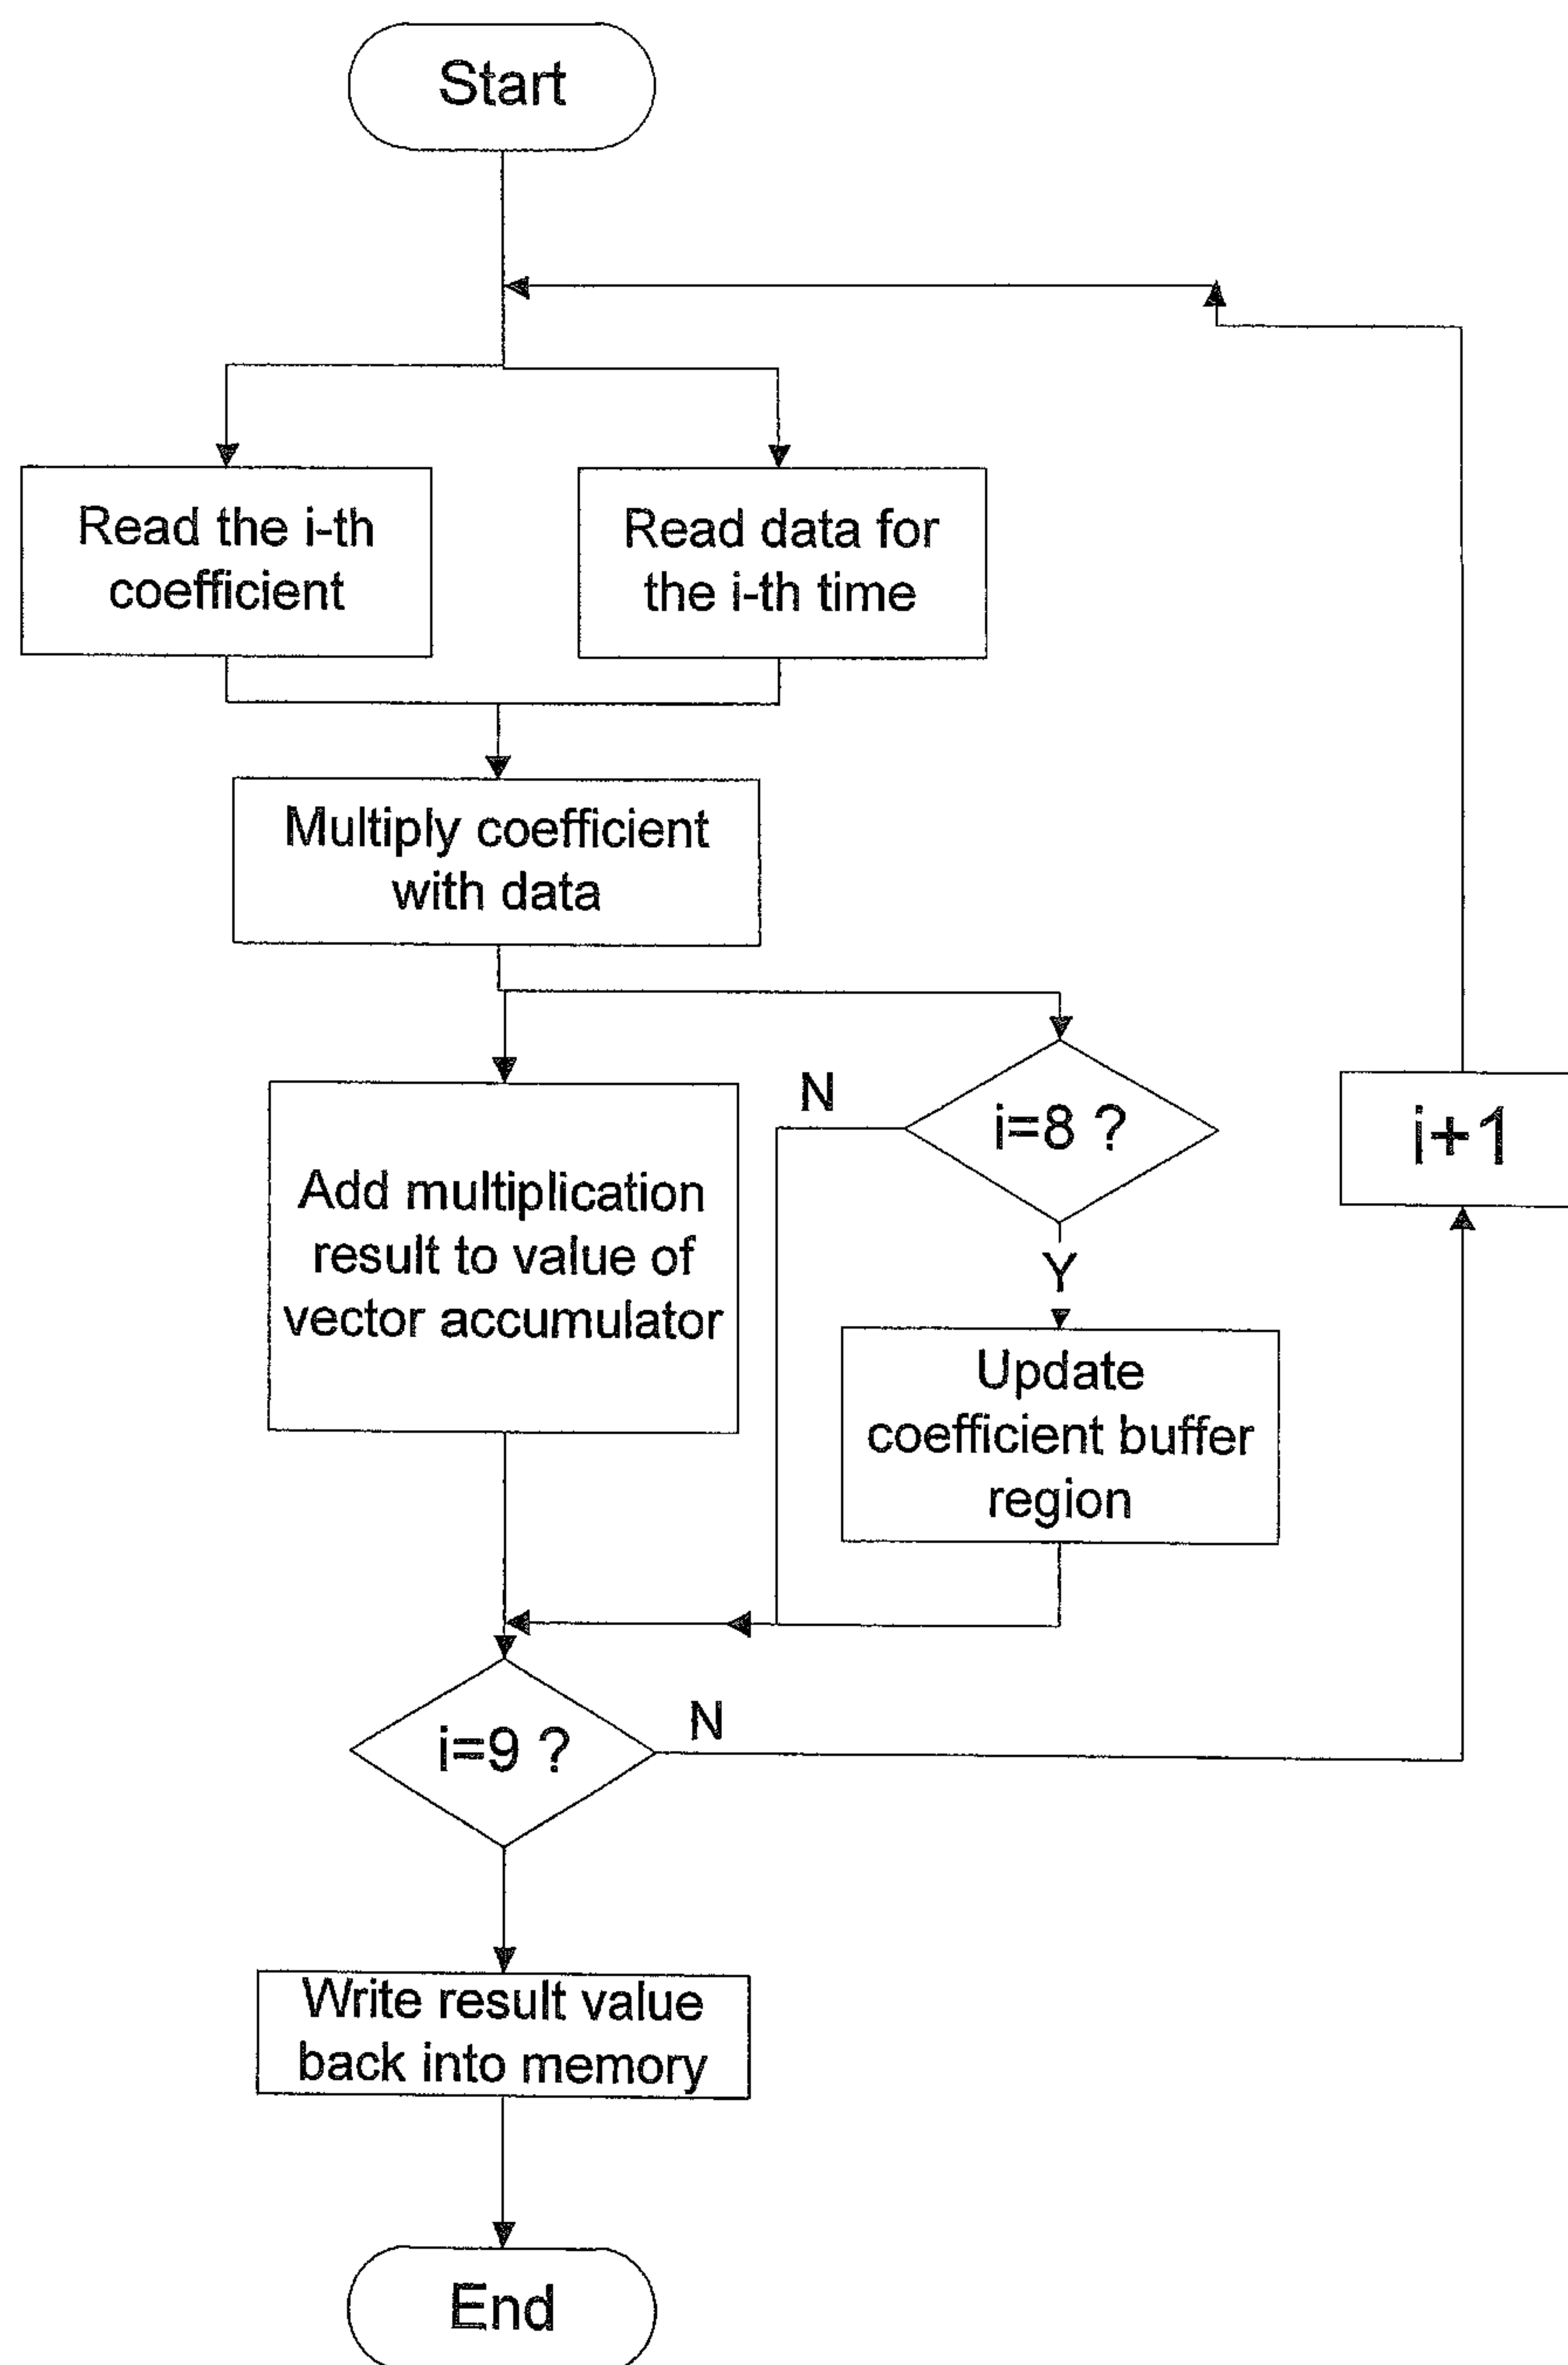 Start
Read the i-th
coefficient
Read data for
the i-th time
Multiply coefficient
with data
N
i=8 ?
i+1
Add multiplication
result to value of
vector accumulator
Y
Update
coefficient buffer
region
N
i=9 ?
Write result value
back into memory
End